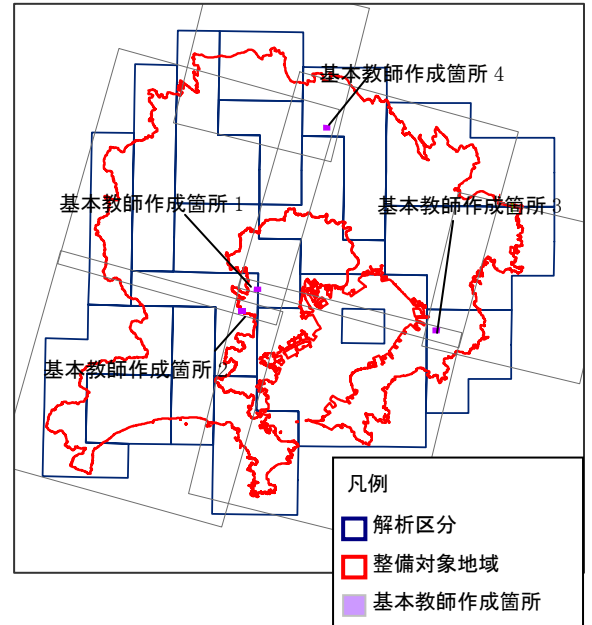 基本教師作成箇所 4
基本教師作成箇所 1
基本教師作成箇所 3
基本教師作成箇所 2
凡例
解析区分
整備対象地域
基本教師作成箇所